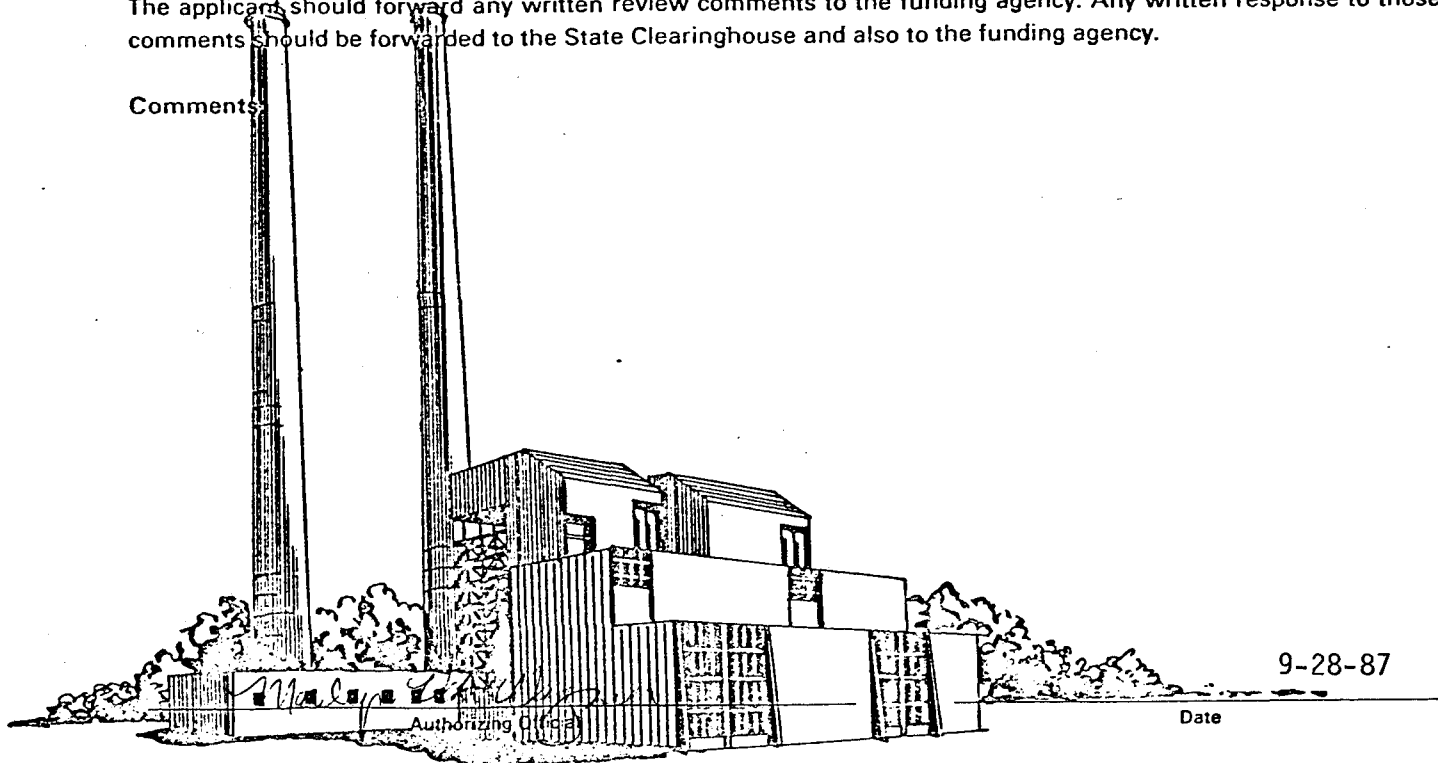 The applicant should forward any written review comments to the funding agency. Any written response to those
comments should be forwarded to the State Clearinghouse and also to the funding agency.
Comments:
9-28-87
Authorizing Official
Date